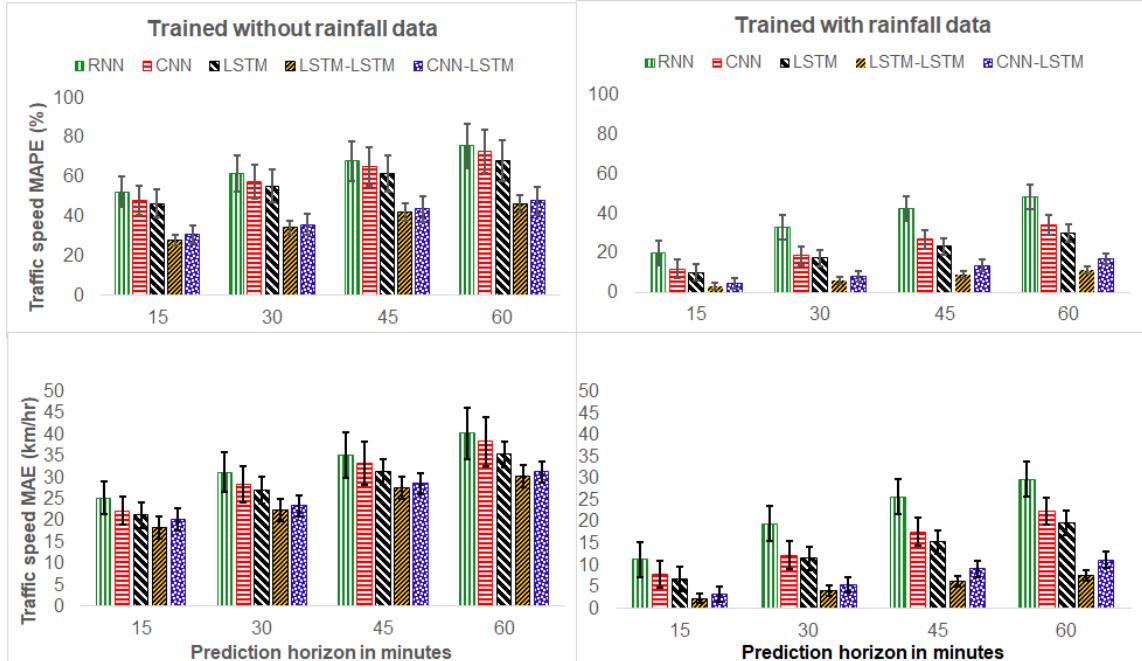 Trained without rainfall data
RNN CNN LSTM LSTM-LSTM CNN-LSTM
Traffic speed MAPE (%)
100
80
60
40
20
0
15 30 45 60
Trained with rainfall data
RNN CNN LSTM LSTM-LSTM CNN-LSTM
100
80
60
40
20
0
15 30 45 60
Traffic speed MAE (km/hr)
50
45
40
35
30
25
20
15
10
5
0
15 30 45 60
Prediction horizon in minutes
50
45
40
35
30
25
20
15
10
5
0
15 30 45 60
Prediction horizon in minutes